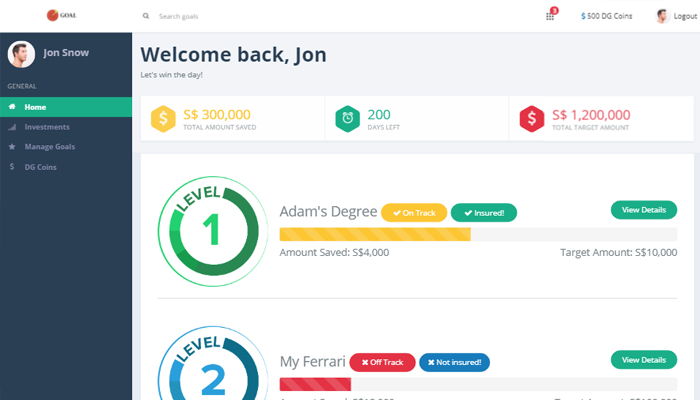 GOAL
Search goals
3
$ 500 DG Coins
Logout
Jon Snow
GENERAL
Home
Investments
Manage Goals
$ DG Coins
Welcome back, Jon
Let's win the day!
$ S$ 300,000
TOTAL AMOUNT SAVED
200
DAYS LEFT
$ S$ 1,200,000
TOTAL TARGET AMOUNT
LEVEL
1
Adam's Degree
On Track
Insured!
View Details
Amount Saved: S$4,000
Target Amount: S$10,000
LEVEL
2
My Ferrari
Off Track
Not insured!
View Details